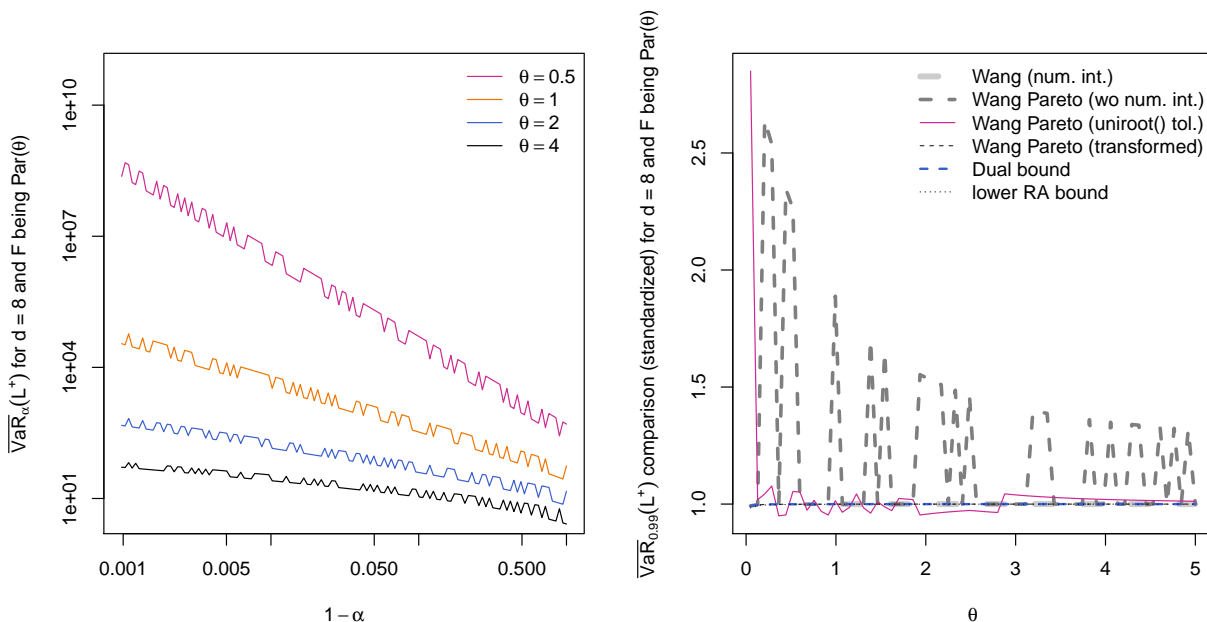 VaRα(L⁺) for d = 8 and F being Par(θ)
1e+10
1e+07
1e+04
1e+01
θ = 0.5
θ = 1
θ = 2
θ = 4
0.001
0.005
0.050
0.500
1 − α
VaR0.99(L⁺) comparison (standardized) for d = 8 and F being Par(θ)
2.5
2.0
1.5
1.0
Wang (num. int.)
Wang Pareto (wo num. int.)
Wang Pareto (uniroot() tol.)
Wang Pareto (transformed)
Dual bound
lower RA bound
0
1
2
3
4
5
θ